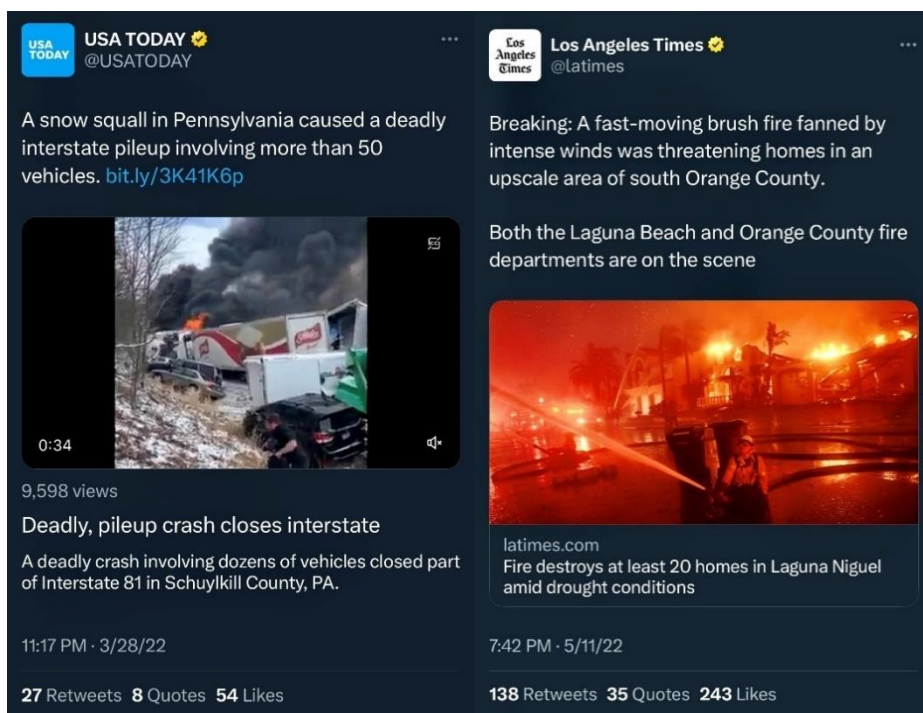 USA TODAY
USA TODAY
@USATODAY
A snow squall in Pennsylvania caused a deadly
interstate pileup involving more than 50
vehicles. bit.ly/3K41K6p
0:34
9,598 views
Deadly, pileup crash closes interstate
A deadly crash involving dozens of vehicles closed part
of Interstate 81 in Schuylkill County, PA.
11:17 PM · 3/28/22
27 Retweets 8 Quotes 54 Likes
Los
Angeles
Times
Los Angeles Times
@latimes
Breaking: A fast-moving brush fire fanned by
intense winds was threatening homes in an
upscale area of south Orange County.
Both the Laguna Beach and Orange County fire
departments are on the scene
latimes.com
Fire destroys at least 20 homes in Laguna Niguel
amid drought conditions
7:42 PM · 5/11/22
138 Retweets 35 Quotes 243 Likes